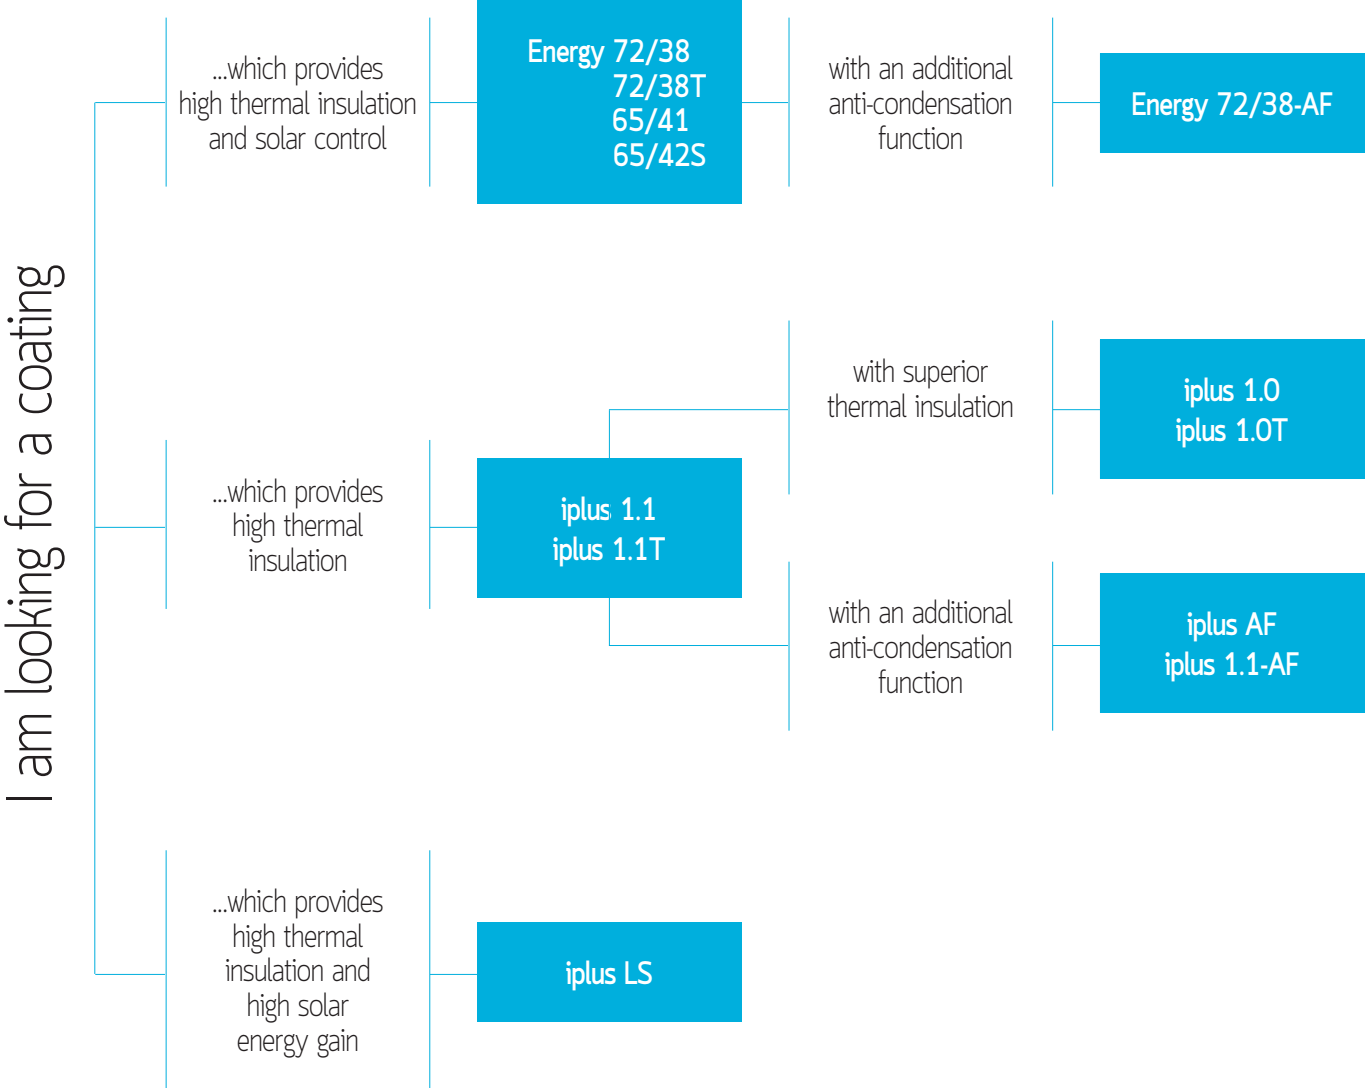 I am looking for a coating
...which provides
high thermal insulation
and solar control
Energy 72/38
72/38T
65/41
65/42S
with an additional
anti-condensation
function
Energy 72/38-AF
...which provides
high thermal
insulation
iplus 1.1
iplus 1.1T
with superior
thermal insulation
iplus 1.0
iplus 1.0T
with an additional
anti-condensation
function
iplus AF
iplus 1.1-AF
...which provides
high thermal
insulation and
high solar
energy gain
iplus LS